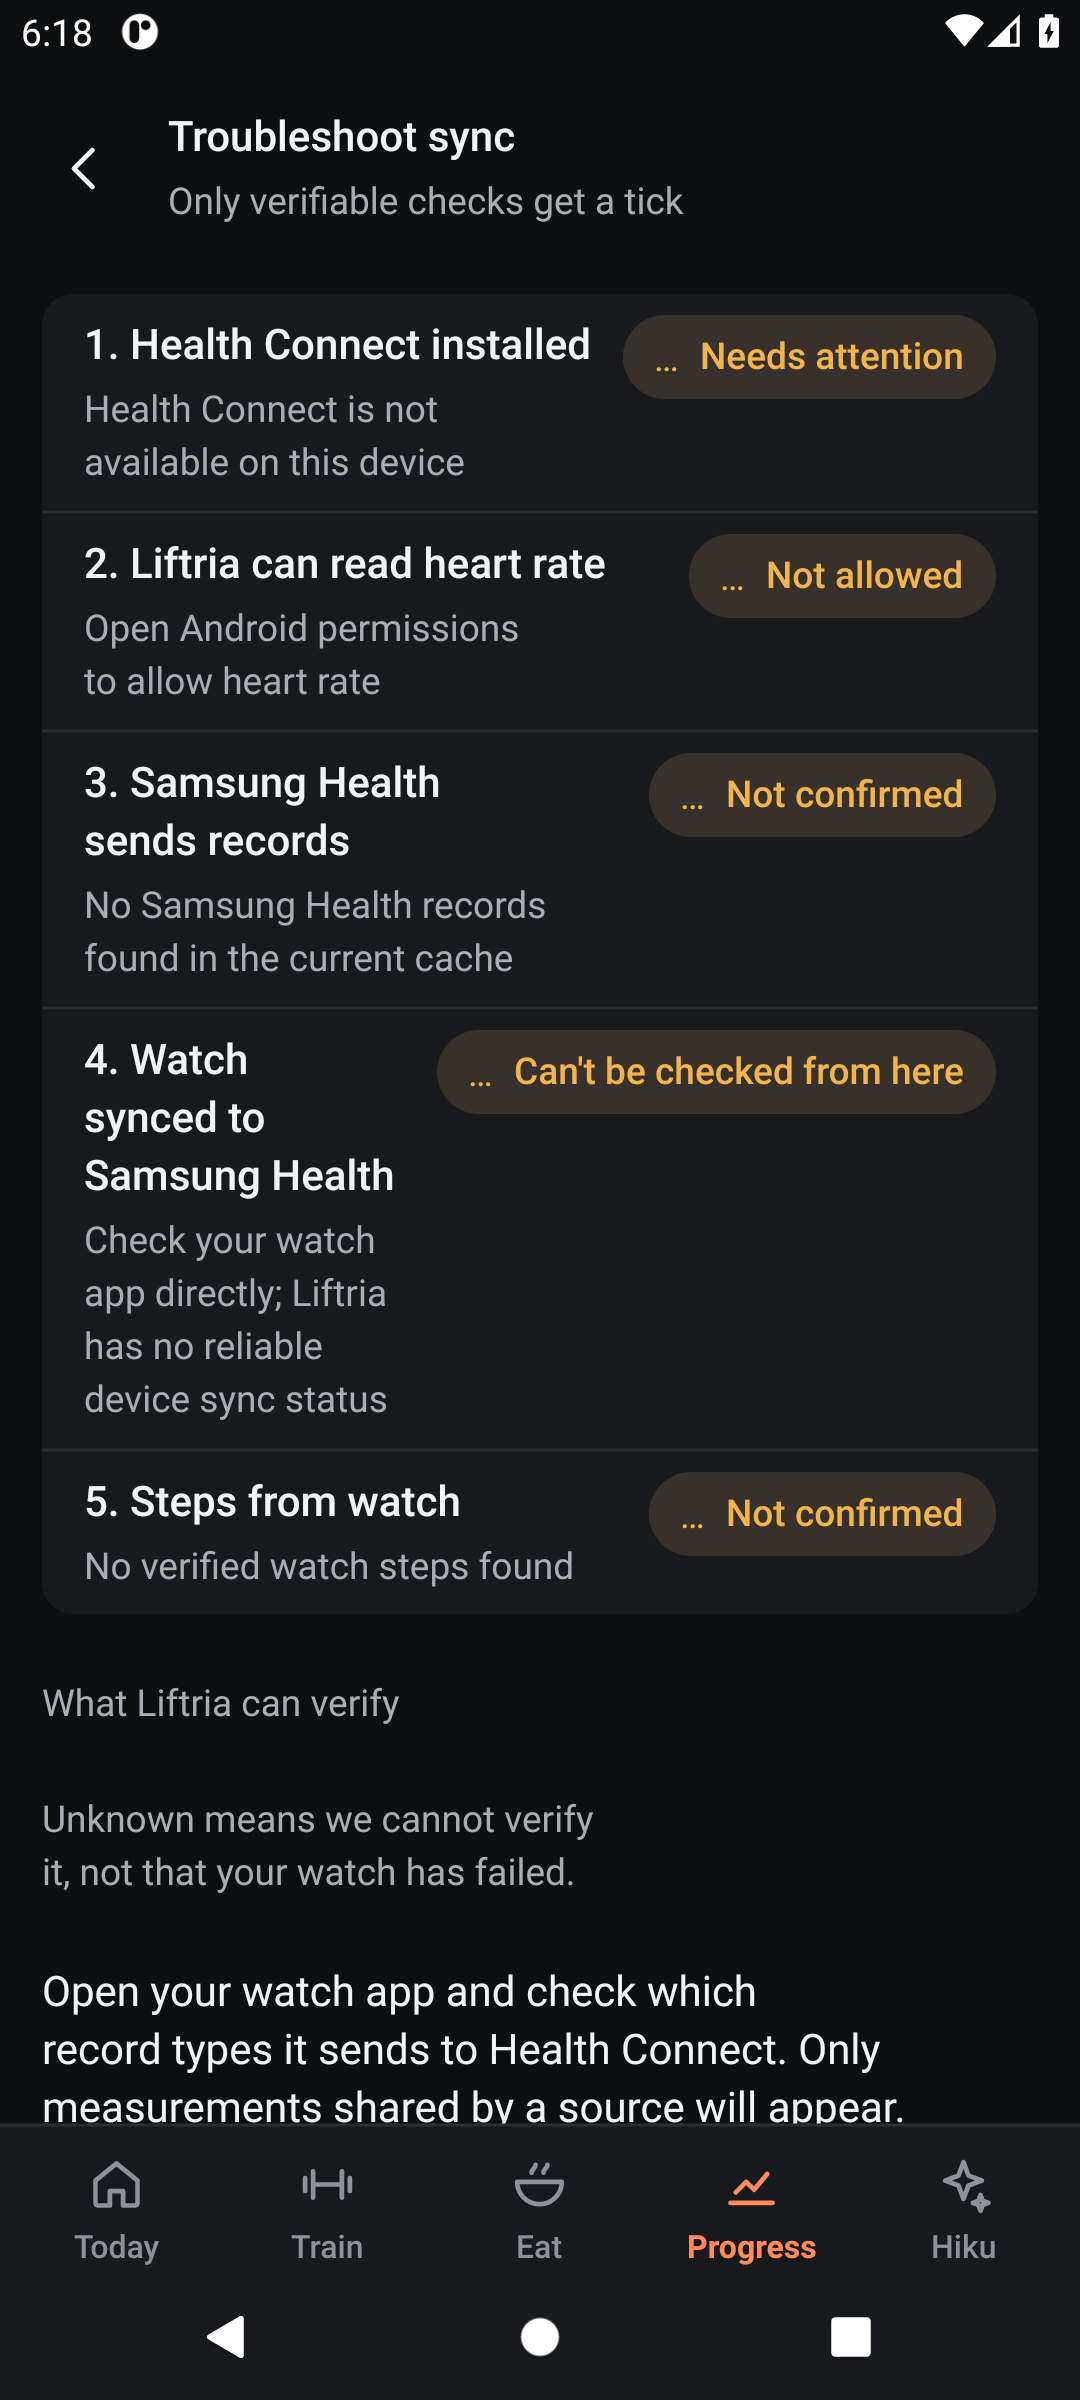 6:18
Troubleshoot sync
Only verifiable checks get a tick
1. Health Connect installed
... Needs attention
Health Connect is not
available on this device
2. Liftria can read heart rate
... Not allowed
Open Android permissions
to allow heart rate
3. Samsung Health
sends records
... Not confirmed
No Samsung Health records
found in the current cache
4. Watch
synced to
Samsung Health
... Can't be checked from here
Check your watch
app directly; Liftria
has no reliable
device sync status
5. Steps from watch
... Not confirmed
No verified watch steps found
What Liftria can verify
Unknown means we cannot verify
it, not that your watch has failed.
Open your watch app and check which
record types it sends to Health Connect. Only
measurements shared by a source will appear.
Today
Train
Eat
Progress
Hiku